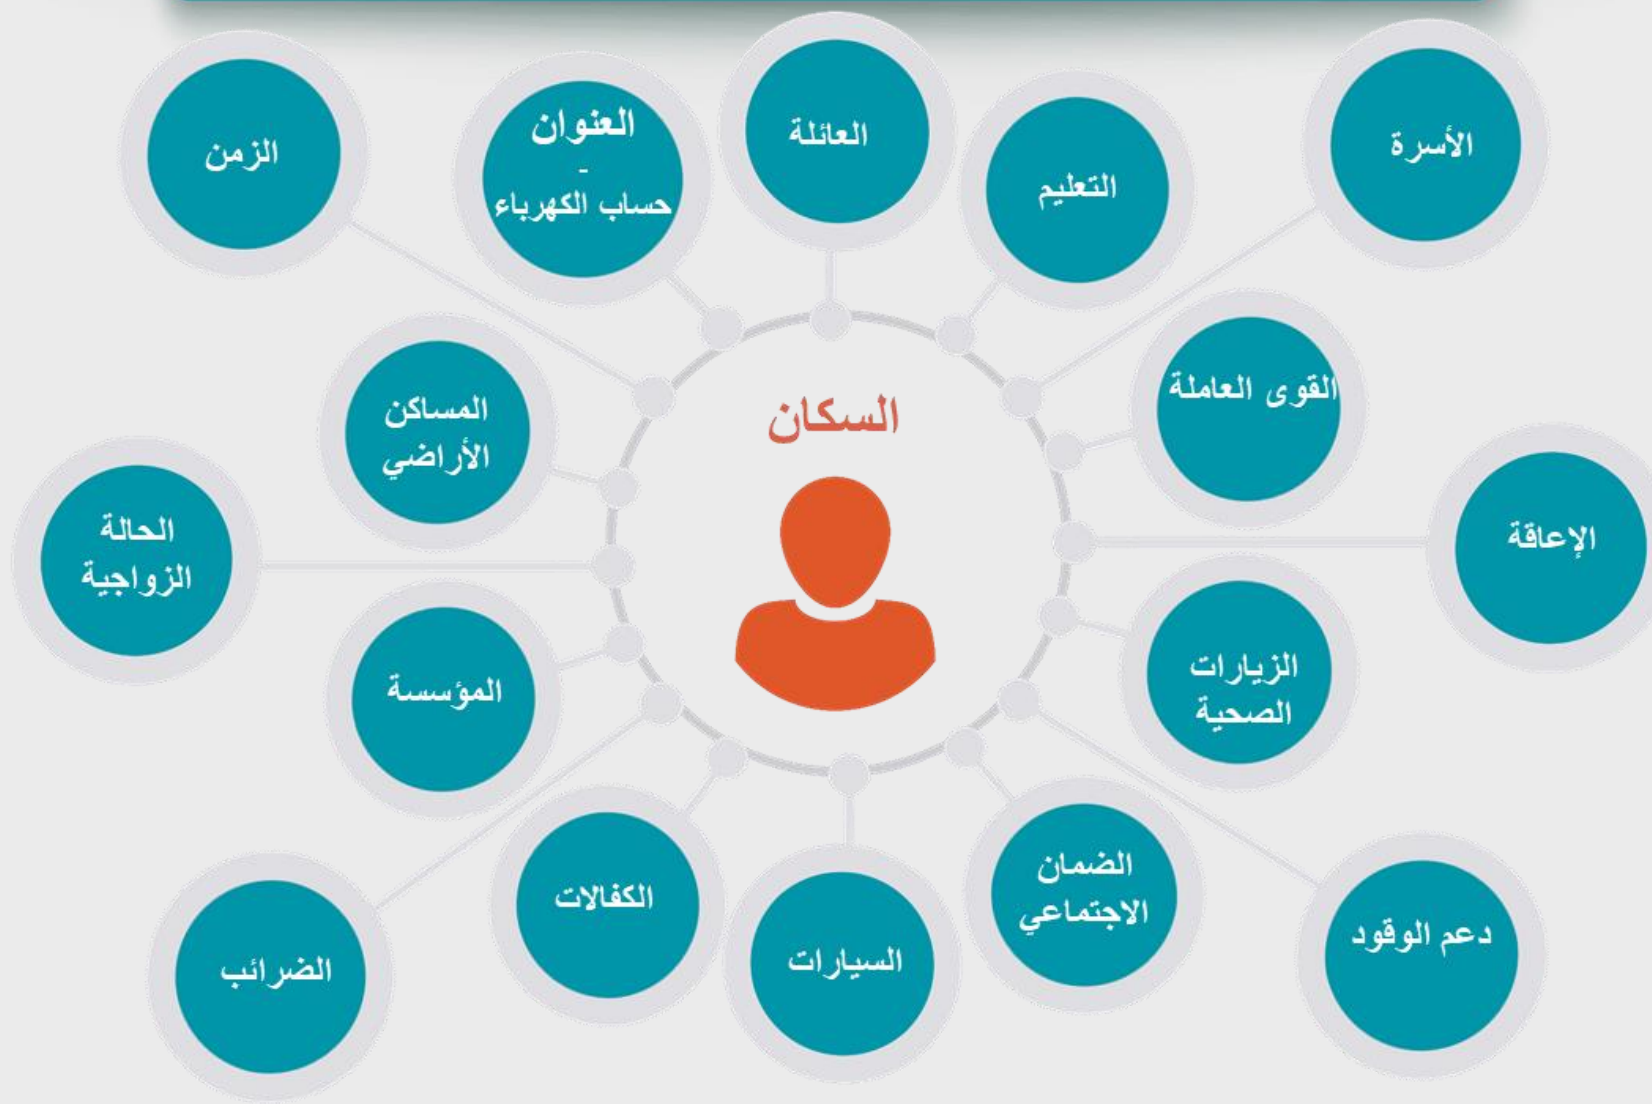 الأسرة
العائلة
التعليم
العنوان
-
حساب الكهرباء
الزمن
القوى العاملة
السكان
المساكن
الأراضي
الإعاقة
الحالة
الزواجية
الزيارات
الصحية
المؤسسة
الضمان
الاجتماعي
دعم الوقود
السيارات
الكفالات
الضرائب